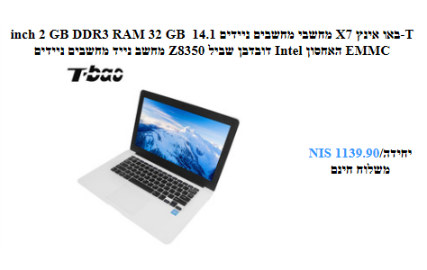 T-באו אינץ X7 מחשבי מחשבים ניידים 14.1 inch 2 GB DDR3 RAM 32 GB
EMMC האחסון Intel דובדבן שביל Z8350 מחשב נייד מחשבים ניידים
T-bao
יחידה/NIS 1139.90
משלוח חינם